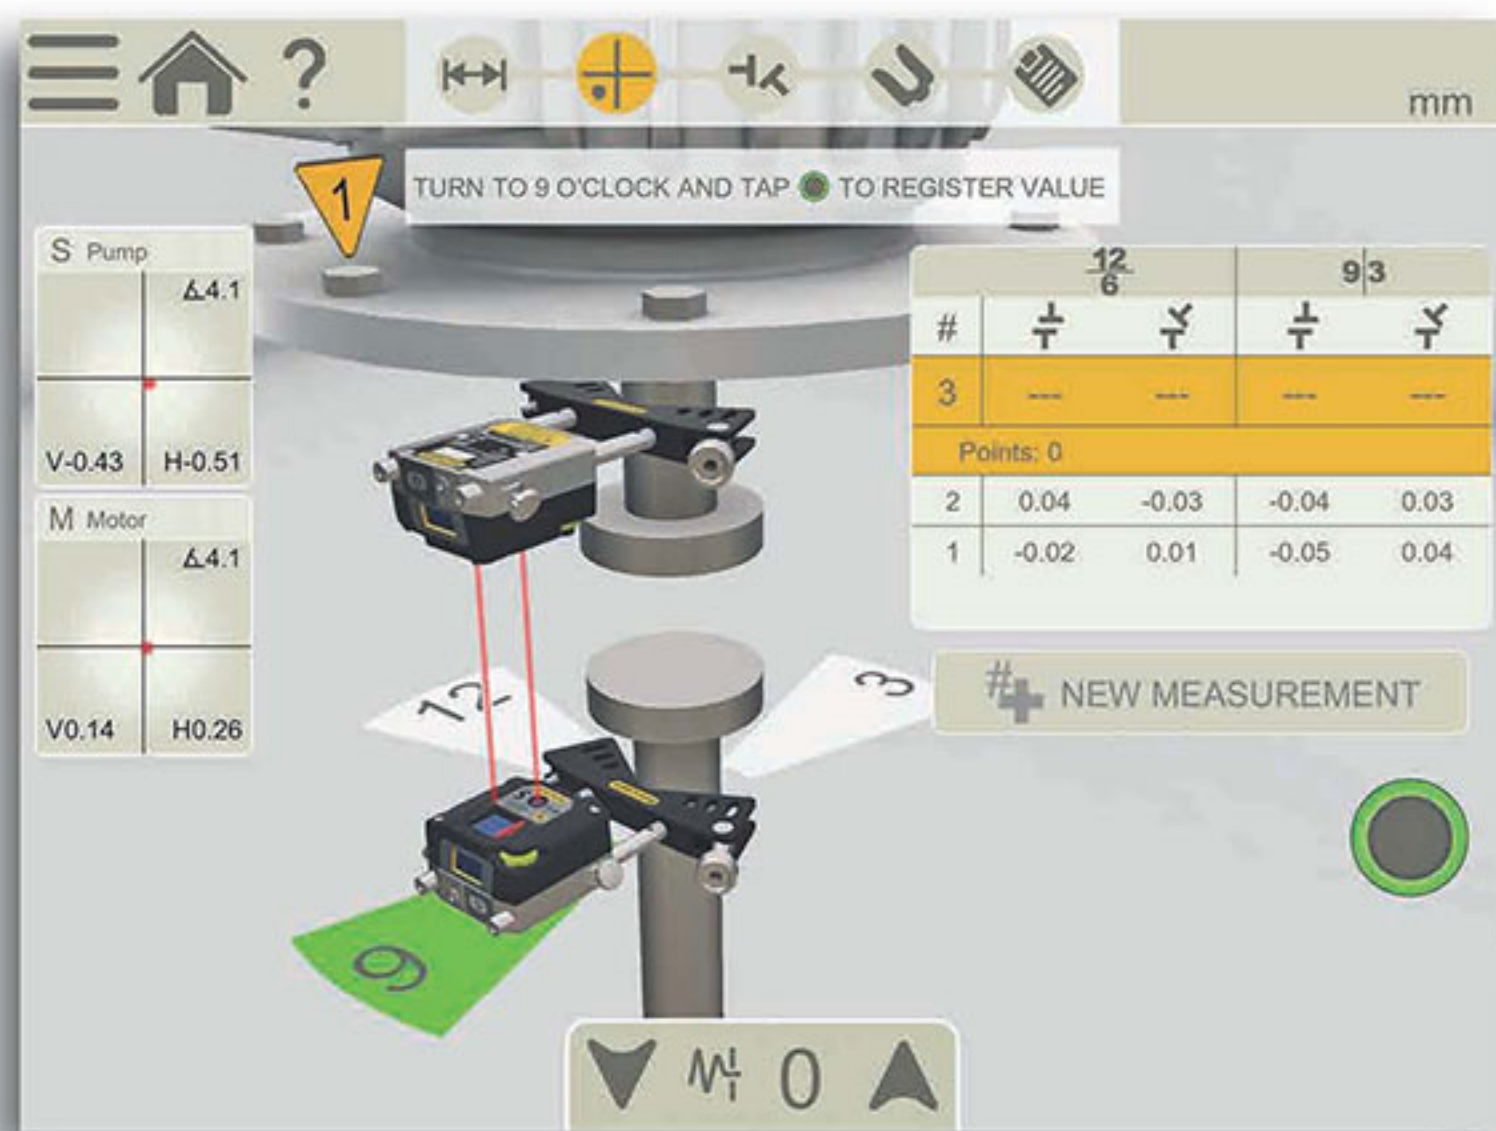 ?
mm
1
TURN TO 9 O'CLOCK AND TAP TO REGISTER VALUE
S Pump
4.1
V-0.43 H-0.51
M Motor
4.1
V0.14 H0.26
12
6
9 3
#
3 --- --- --- ---
Points: 0
2 0.04 -0.03 -0.04 0.03
1 -0.02 0.01 -0.05 0.04
# NEW MEASUREMENT
12
3
S
9
0